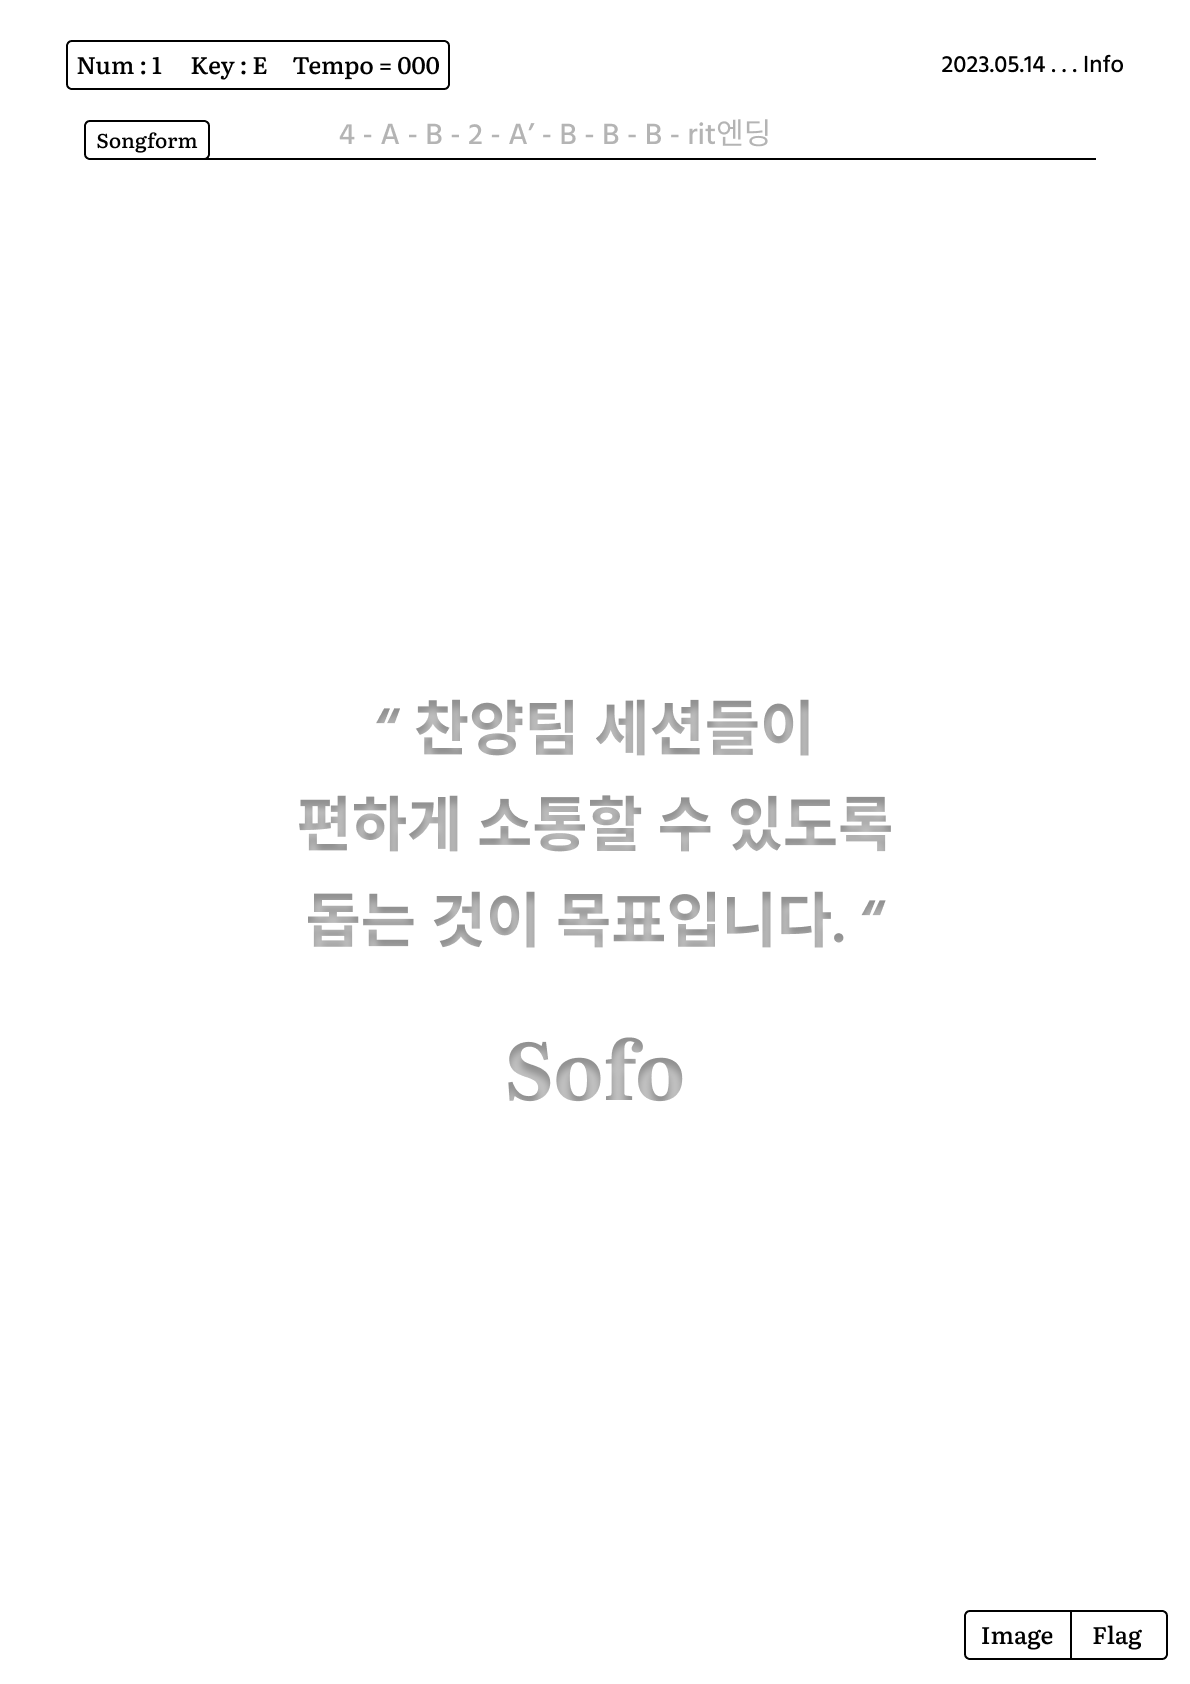 Num : 1 Key : E Tempo = 000
2023.05.14 . . . Info
Songform
4 - A - B - 2 - A′ - B - B - B - rit엔딩
“ 찬양팀 세션들이
편하게 소통할 수 있도록
돕는 것이 목표입니다. “
Sofo
Image Flag